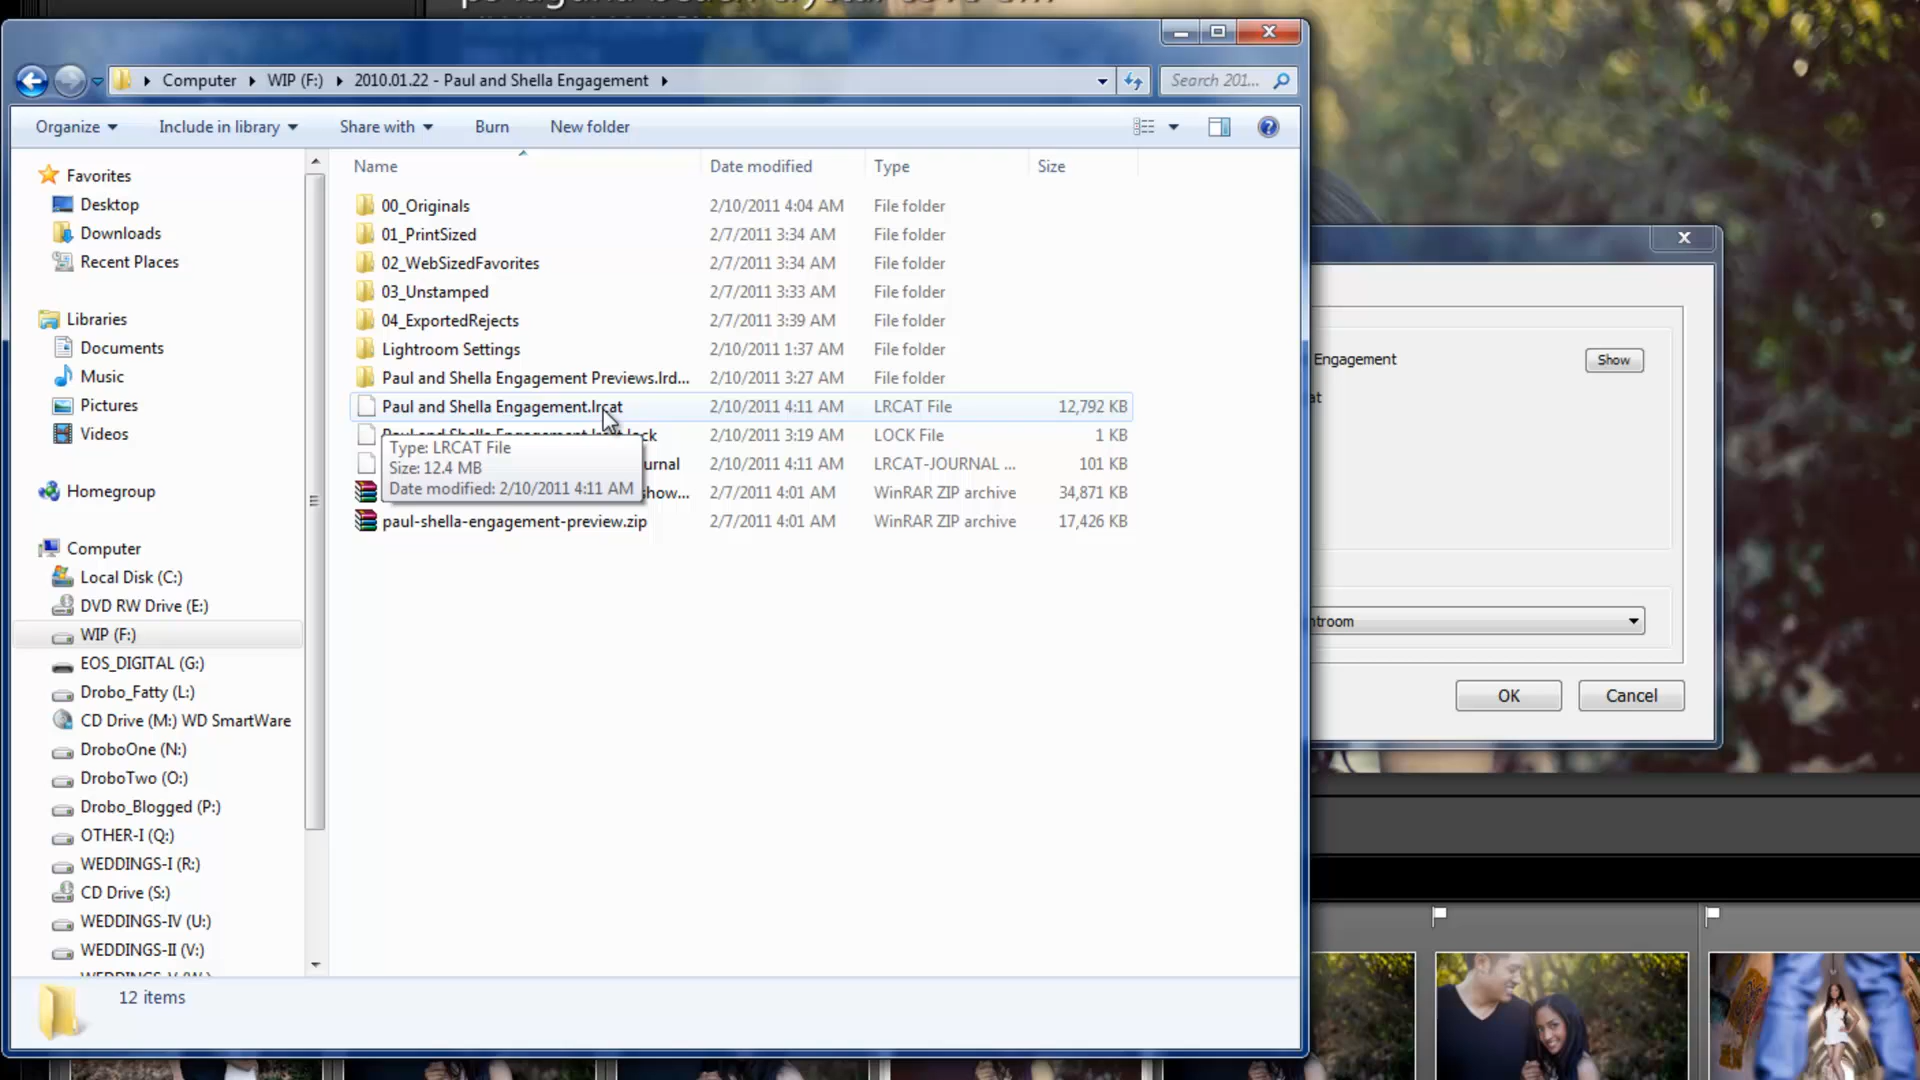 Computer WIP (F:) 2010.01.22 - Paul and Shella Engagement
Search 201...
Organize Include in library Share with Burn New folder
Name Date modified Type Size
Favorites
Desktop
Downloads
Recent Places
Libraries
Documents
Music
Pictures
Videos
Homegroup
Computer
Local Disk (C:)
DVD RW Drive (E:)
WIP (F:)
EOS_DIGITAL (G:)
Drobo_Fatty (L:)
CD Drive (M:) WD SmartWare
DroboOne (N:)
DroboTwo (O:)
Drobo_Blogged (P:)
OTHER-I (Q:)
WEDDINGS-I (R:)
CD Drive (S:)
WEDDINGS-IV (U:)
WEDDINGS-II (V:)
00_Originals 2/10/2011 4:04 AM File folder
01_PrintSized 2/7/2011 3:34 AM File folder
02_WebSizedFavorites 2/7/2011 3:34 AM File folder
03_Unstamped 2/7/2011 3:33 AM File folder
04_ExportedRejects 2/7/2011 3:39 AM File folder
Lightroom Settings 2/10/2011 1:37 AM File folder
Paul and Shella Engagement Previews.lrd... 2/10/2011 3:27 AM File folder
Paul and Shella Engagement.lrcat 2/10/2011 4:11 AM LRCAT File 12,792 KB
2/10/2011 3:19 AM LOCK File 1 KB
urnal 2/10/2011 4:11 AM LRCAT-JOURNAL ... 101 KB
show... 2/7/2011 4:01 AM WinRAR ZIP archive 34,871 KB
paul-shella-engagement-preview.zip 2/7/2011 4:01 AM WinRAR ZIP archive 17,426 KB
Type: LRCAT File
Size: 12.4 MB
Date modified: 2/10/2011 4:11 AM
12 items
Engagement
Show
at
troom
OK Cancel